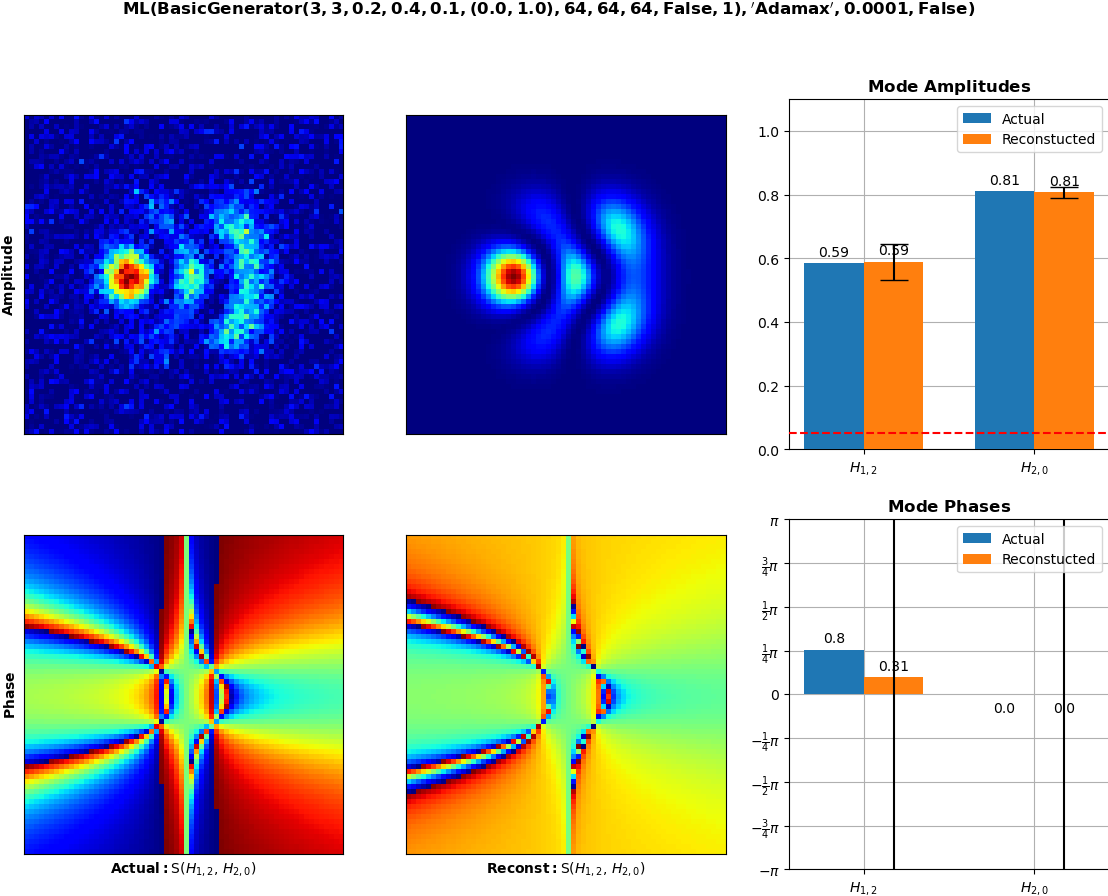 ML(BasicGenerator(3, 3, 0.2, 0.4, 0.1, (0.0, 1.0), 64, 64, 64, False, 1), ′Adamax′, 0.0001, False)
Amplitude
Mode Amplitudes
Actual
Reconstucted
1.0
0.8
0.6
0.4
0.2
0.0
0.59
0.59
0.81
0.81
H1, 2
H2, 0
Phase
Actual: S(H1, 2, H2, 0)
Reconst: S(H1, 2, H2, 0)
Mode Phases
Actual
Reconstucted
π
3/4π
1/2π
1/4π
0
−1/4π
−1/2π
−3/4π
−π
0.8
0.31
0.0
0.0
H1, 2
H2, 0